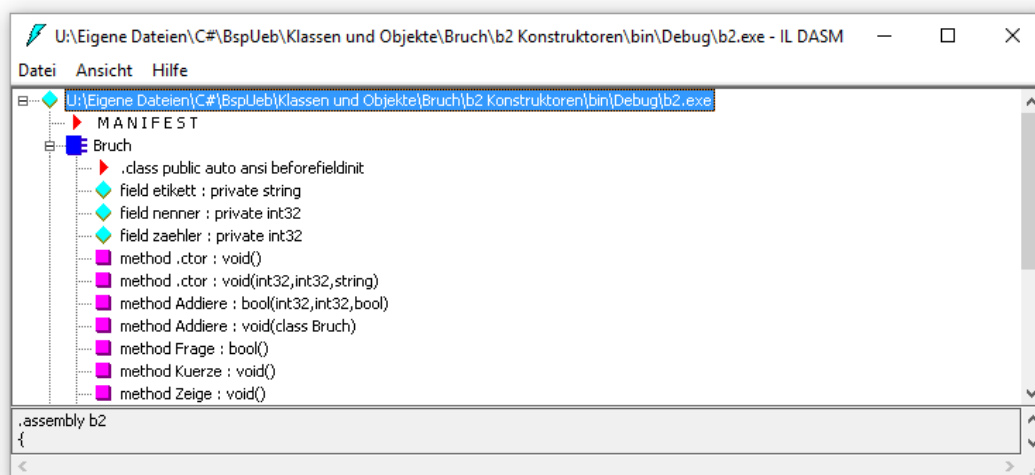 U:\Eigene Dateien\C#\BspUeb\Klassen und Objekte\Bruch\b2 Konstruktoren\bin\Debug\b2.exe - IL DASM
Datei Ansicht Hilfe
U:\Eigene Dateien\C#\BspUeb\Klassen und Objekte\Bruch\b2 Konstruktoren\bin\Debug\b2.exe
M A N I F E S T
Bruch
.class public auto ansi beforefieldinit
field etikett : private string
field nenner : private int32
field zaehler : private int32
method .ctor : void()
method .ctor : void(int32,int32,string)
method Addiere : bool(int32,int32,bool)
method Addiere : void(class Bruch)
method Frage : bool()
method Kuerze : void()
method Zeige : void()
.assembly b2
{